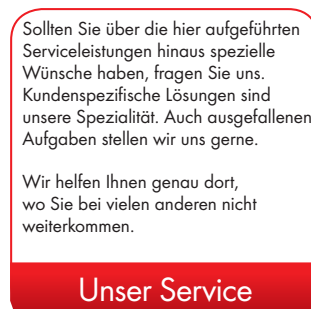 Sollten Sie über die hier aufgeführten
Serviceleistungen hinaus spezielle
Wünsche haben, fragen Sie uns.
Kundenspezifische Lösungen sind
unsere Spezialität. Auch ausgefallenen
Aufgaben stellen wir uns gerne.
Wir helfen Ihnen genau dort,
wo Sie bei vielen anderen nicht
weiterkommen.
Unser Service